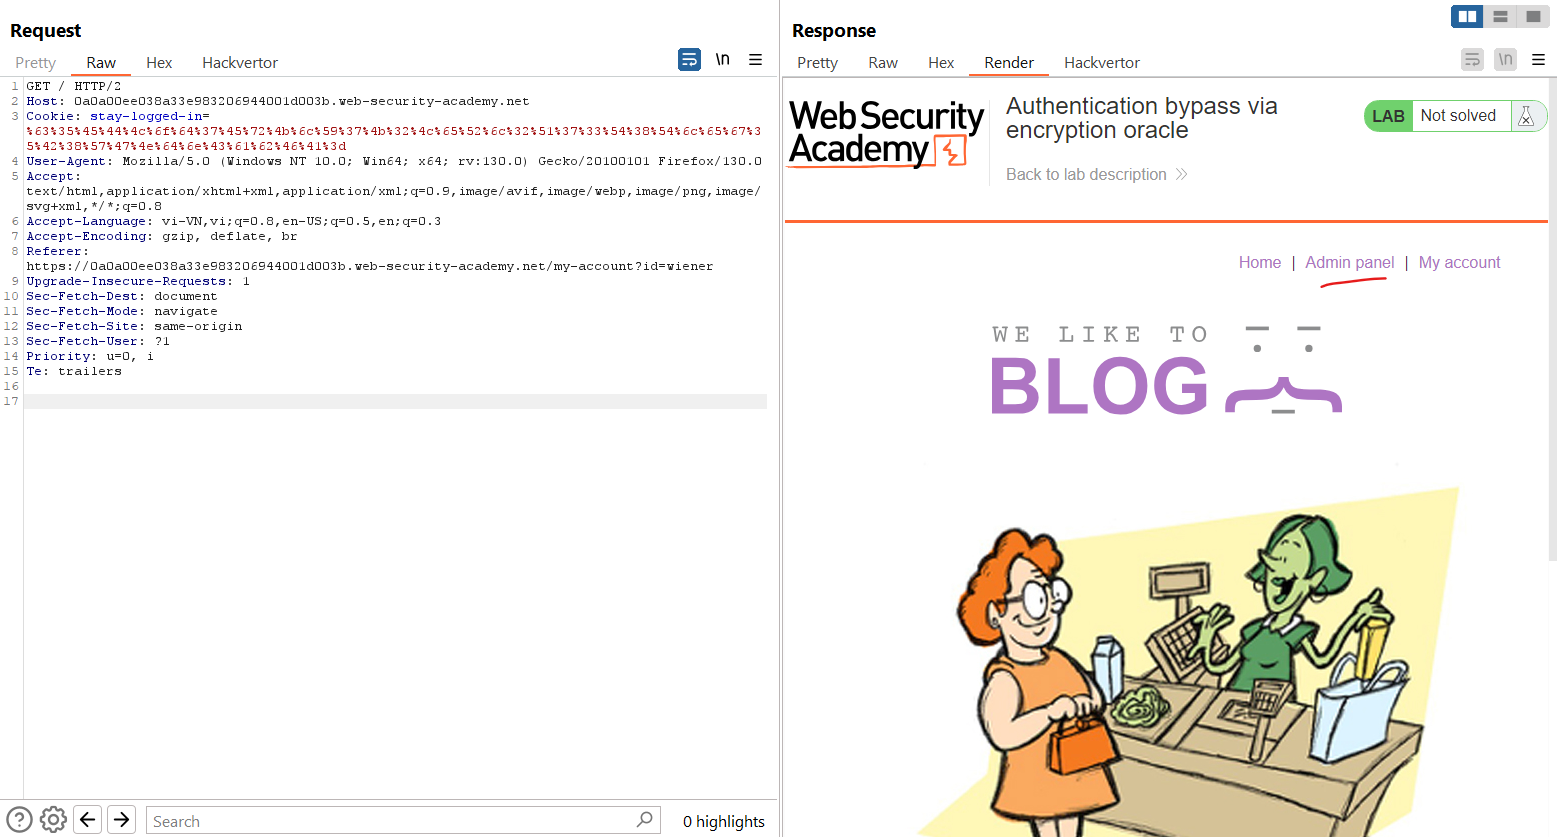 Request
Response
Pretty Raw Hex Hackvertor \n
Pretty Raw Hex Render Hackvertor \n
1 GET / HTTP/2
2 Host: 0a0a00ee038a33e983206944001d003b.web-security-academy.net
3 Cookie: stay-logged-in=
%63%35%45%44%4c%6f%64%37%45%72%4b%6c%59%37%4b%32%4c%65%52%6c%32%51%37%33%54%38%54%6c%65%67%3
5%42%38%57%47%4e%64%6e%43%61%62%46%41%3d
4 User-Agent: Mozilla/5.0 (Windows NT 10.0; Win64; x64; rv:130.0) Gecko/20100101 Firefox/130.0
5 Accept:
text/html,application/xhtml+xml,application/xml;q=0.9,image/avif,image/webp,image/png,image/
svg+xml,*/*;q=0.8
6 Accept-Language: vi-VN,vi;q=0.8,en-US;q=0.5,en;q=0.3
7 Accept-Encoding: gzip, deflate, br
8 Referer:
https://0a0a00ee038a33e983206944001d003b.web-security-academy.net/my-account?id=wiener
9 Upgrade-Insecure-Requests: 1
10 Sec-Fetch-Dest: document
11 Sec-Fetch-Mode: navigate
12 Sec-Fetch-Site: same-origin
13 Sec-Fetch-User: ?1
14 Priority: u=0, i
15 Te: trailers
16
17
Search
0 highlights
Web Security
Academy
Authentication bypass via
encryption oracle
Back to lab description
LAB Not solved
Home | Admin panel | My account
WE LIKE TO
BLOG